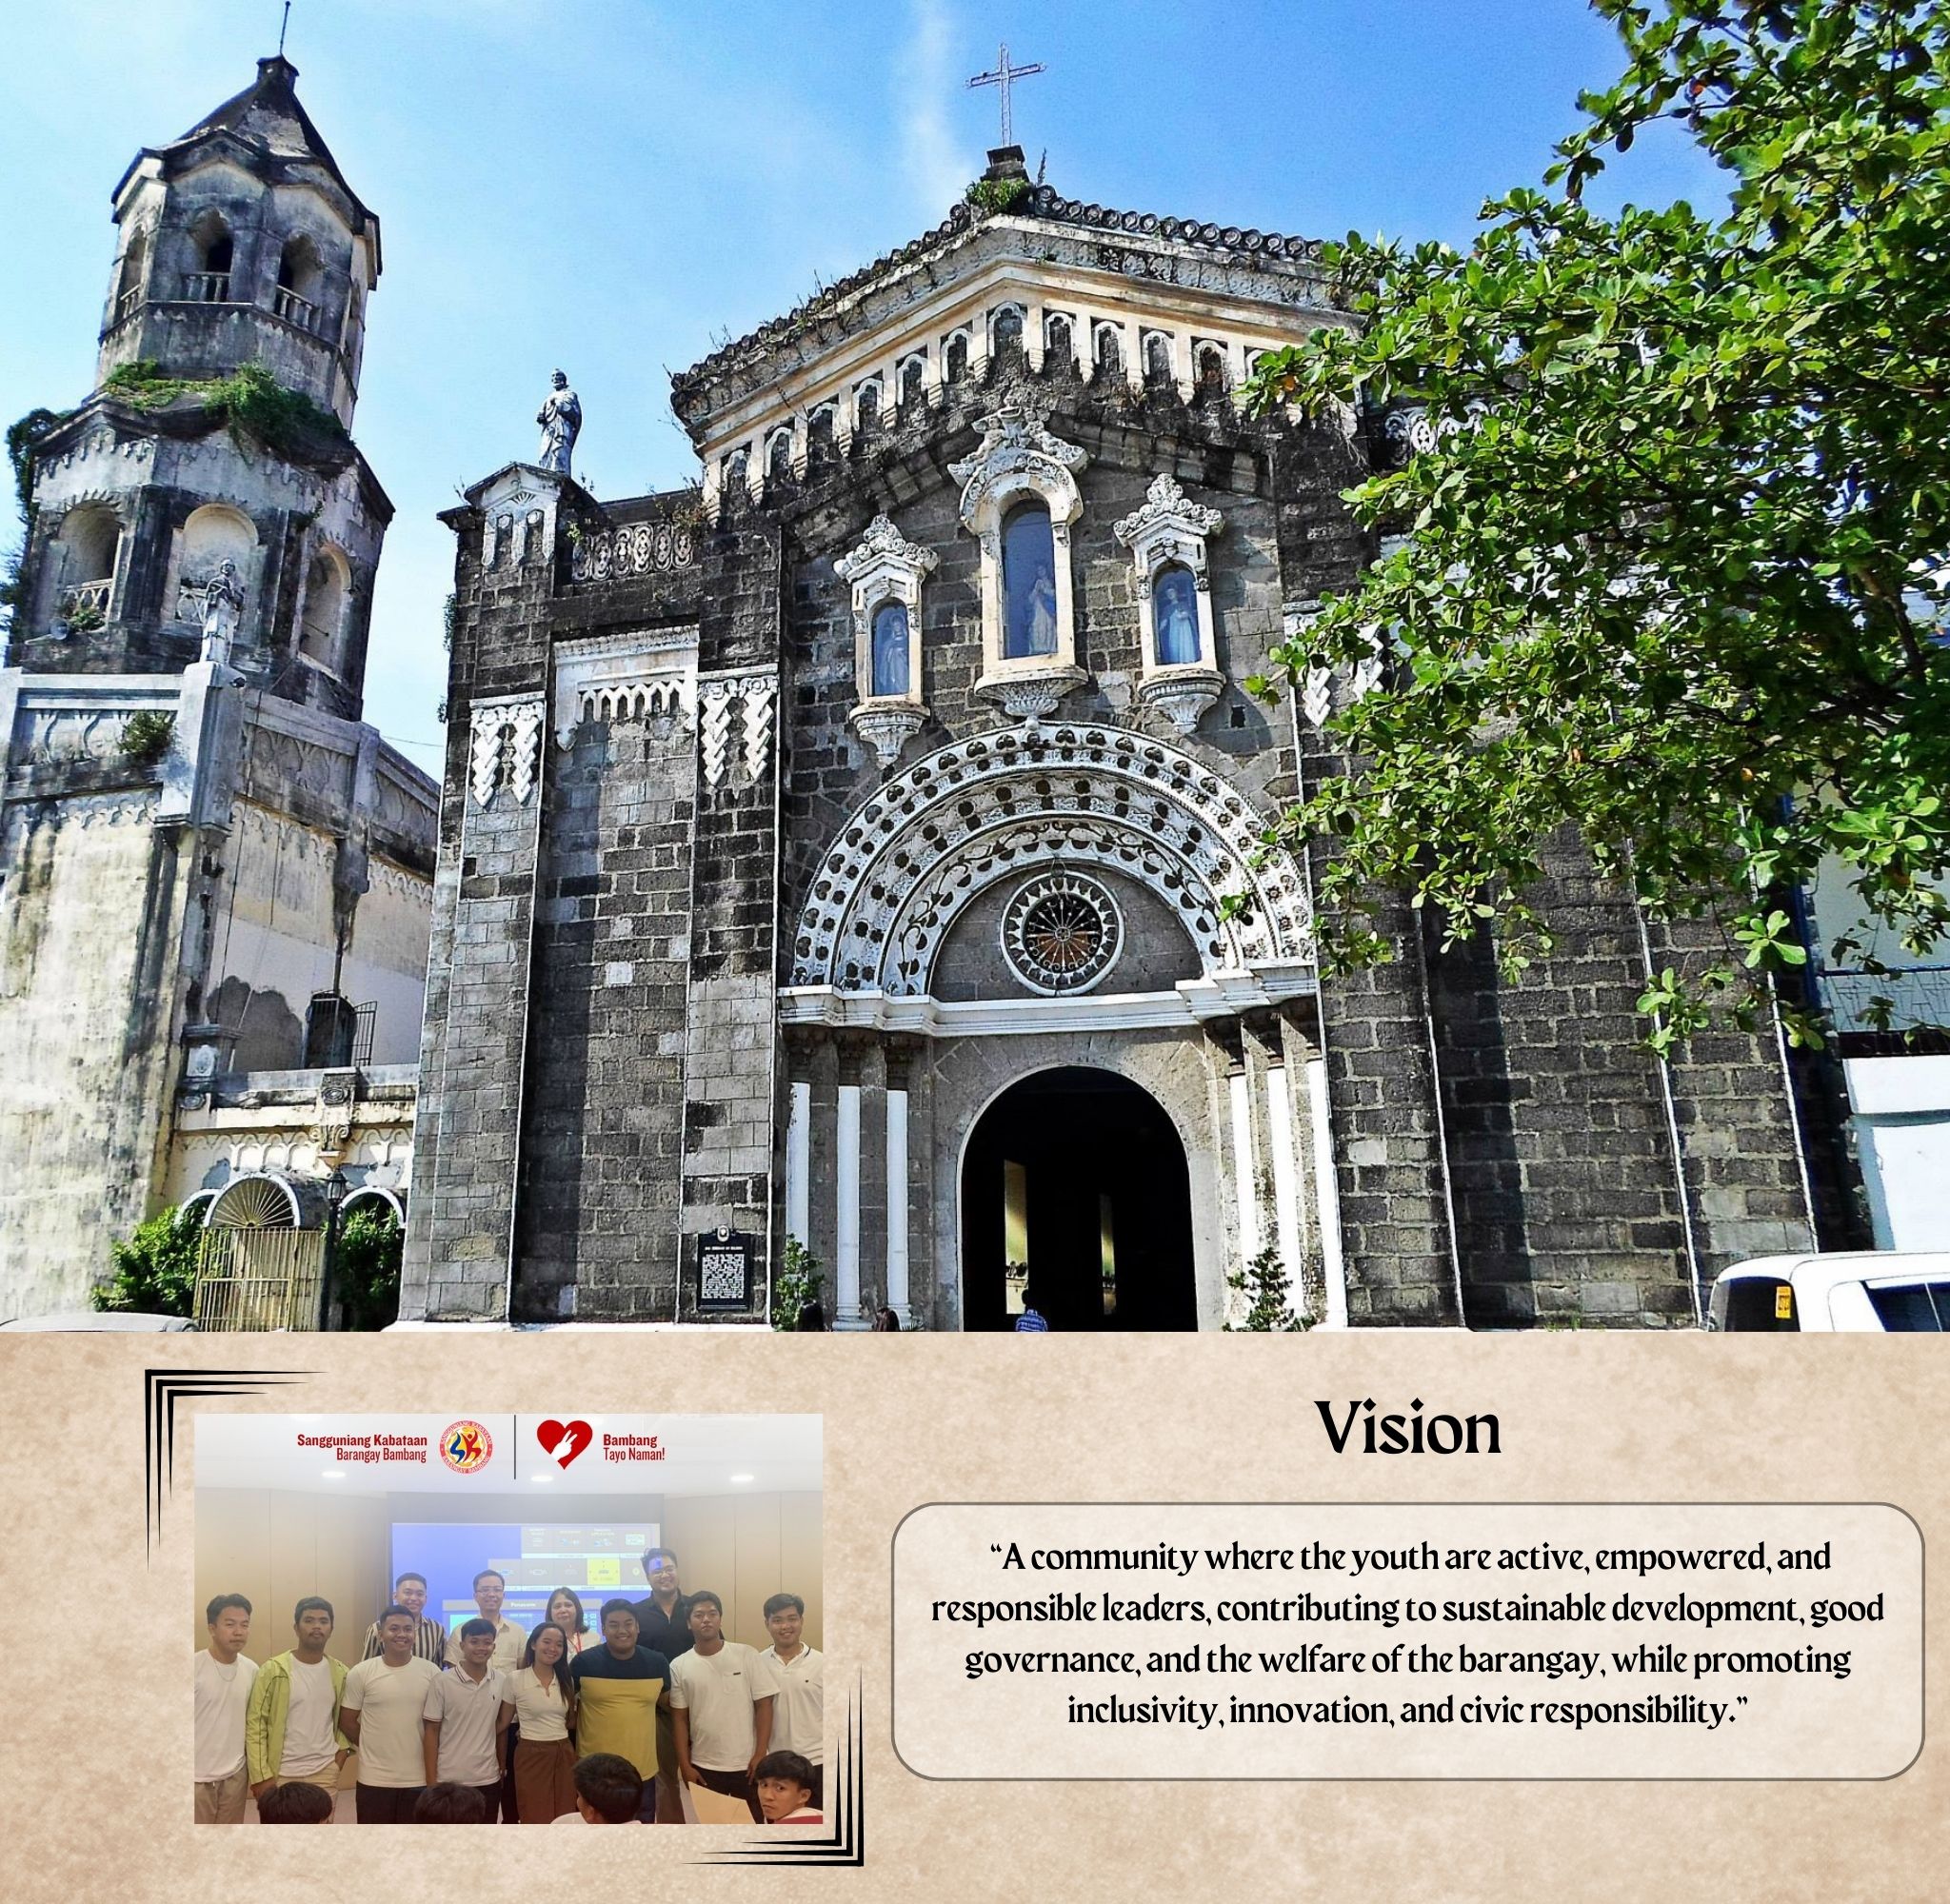 Sangguniang Kabataan
Barangay Bambang
Bambang
Tayo Naman!
Vision
“A community where the youth are active, empowered, and
responsible leaders, contributing to sustainable development, good
governance, and the welfare of the barangay, while promoting
inclusivity, innovation, and civic responsibility.”